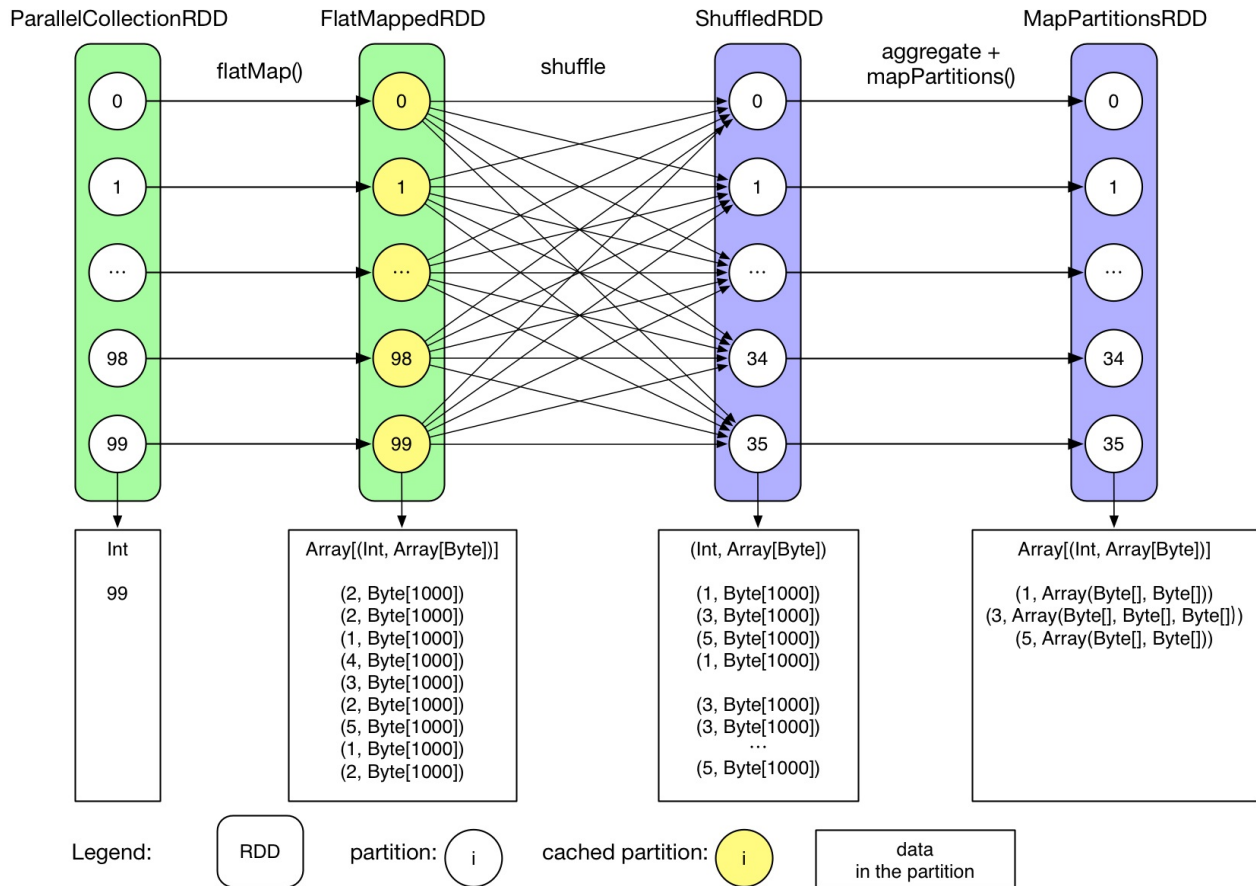 ParallelCollectionRDD
FlatMappedRDD
ShuffledRDD
MapPartitionsRDD
flatMap()
shuffle
aggregate +
mapPartitions()
0
0
0
0
1
1
1
1
...
...
...
...
98
98
34
34
99
99
35
35
Int
99
Array[(Int, Array[Byte])]
(2, Byte[1000])
(2, Byte[1000])
(1, Byte[1000])
(4, Byte[1000])
(3, Byte[1000])
(2, Byte[1000])
(5, Byte[1000])
(1, Byte[1000])
(2, Byte[1000])
(Int, Array[Byte])
(1, Byte[1000])
(3, Byte[1000])
(5, Byte[1000])
(1, Byte[1000])
(3, Byte[1000])
(3, Byte[1000])
...
(5, Byte[1000])
Array[(Int, Array[Byte])]
(1, Array(Byte[], Byte[]))
(3, Array(Byte[], Byte[], Byte[]))
(5, Array(Byte[], Byte[]))
Legend:
RDD
partition:
i
cached partition:
i
data
in the partition